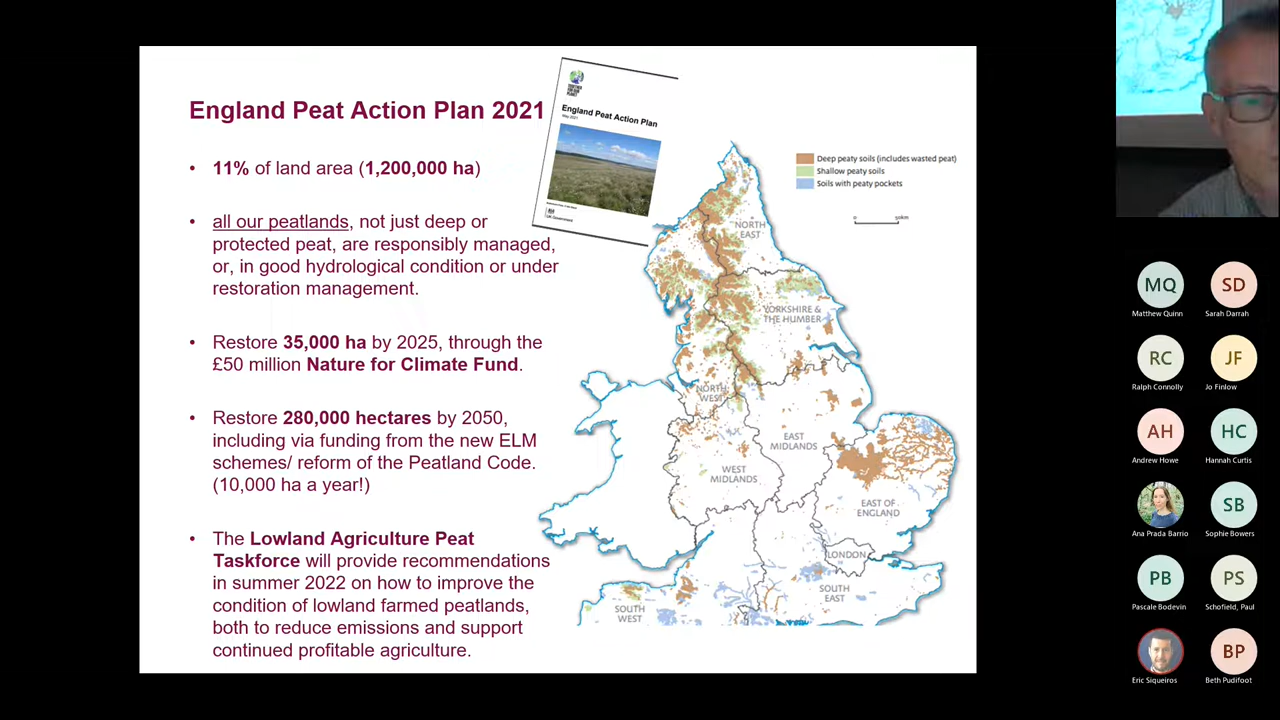 England Peat Action Plan 2021
• 11% of land area (1,200,000 ha)
• all our peatlands, not just deep or
protected peat, are responsibly managed,
or, in good hydrological condition or under
restoration management.
• Restore 35,000 ha by 2025, through the
£50 million Nature for Climate Fund.
• Restore 280,000 hectares by 2050,
including via funding from the new ELM
schemes/ reform of the Peatland Code.
(10,000 ha a year!)
• The Lowland Agriculture Peat
Taskforce will provide recommendations
in summer 2022 on how to improve the
condition of lowland farmed peatlands,
both to reduce emissions and support
continued profitable agriculture.
TOGETHER
FOR OUR
PLANET
England Peat Action Plan
May 2021
Deep peaty soils (includes wasted peat)
Shallow peaty soils
Soils with peaty pockets
0
50km
NORTH
EAST
YORKSHIRE &
THE HUMBER
NORTH
WEST
EAST
MIDLANDS
WEST
MIDLANDS
EAST OF
ENGLAND
LONDON
SOUTH
EAST
SOUTH
WEST
MQ
Matthew Quinn
SD
Sarah Darrah
RC
Ralph Connolly
JF
Jo Finlow
AH
Andrew Howe
HC
Hannah Curtis
Ana Prada Barrio
SB
Sophie Bowers
PB
Pascale Bodevin
PS
Schofield, Paul
Eric Siqueiros
BP
Beth Pudifoot